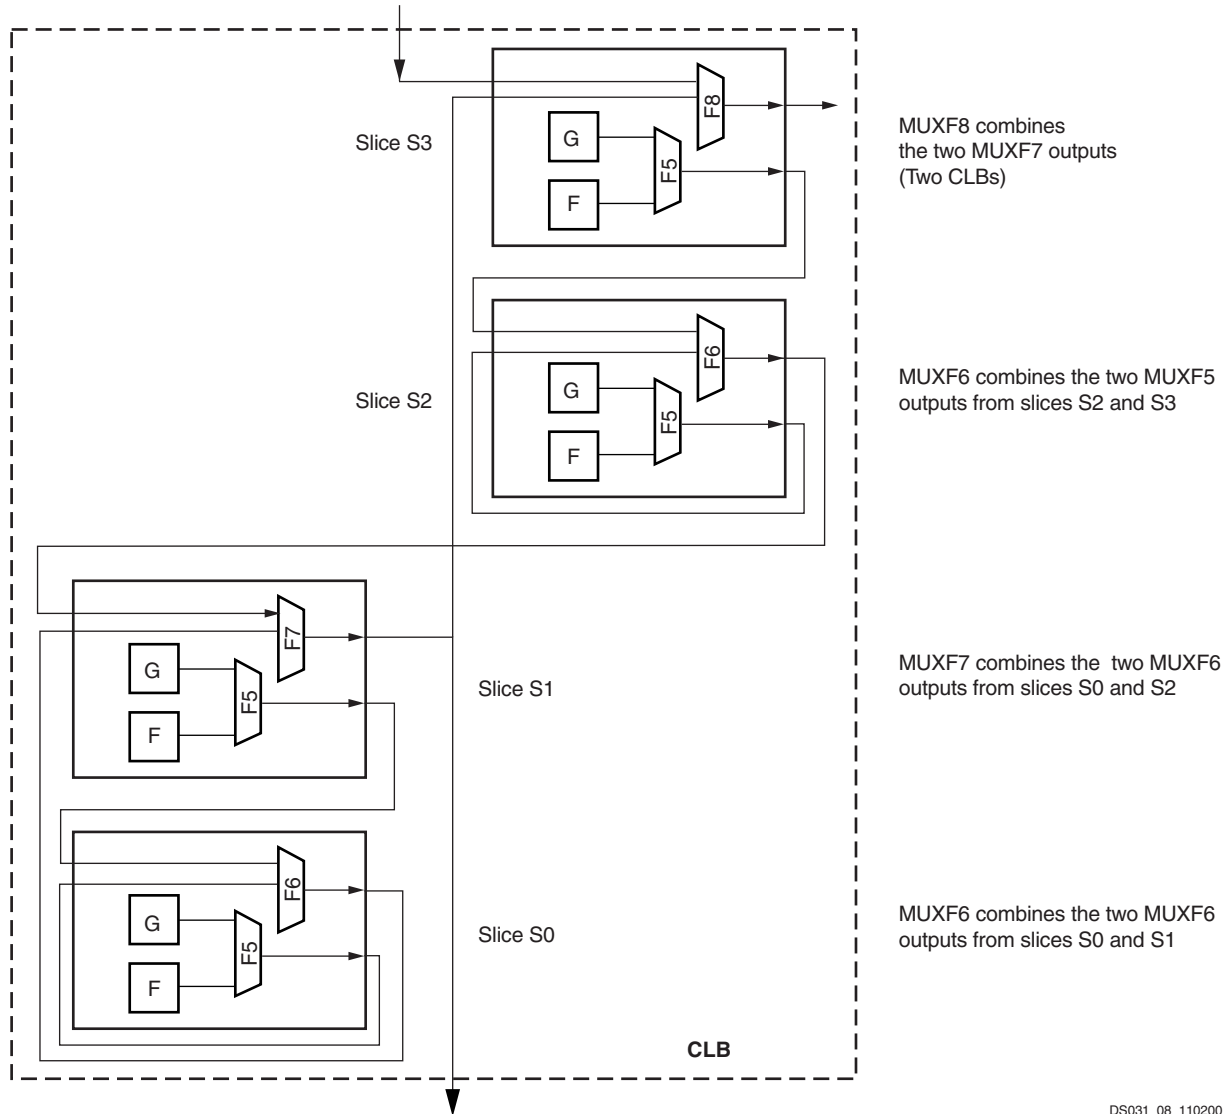 Slice S3
G
F
F5
F8
MUXF8 combines
the two MUXF7 outputs
(Two CLBs)
Slice S2
G
F
F5
F6
MUXF6 combines the two MUXF5
outputs from slices S2 and S3
G
F
F5
F7
Slice S1
MUXF7 combines the two MUXF6
outputs from slices S0 and S2
G
F
F5
F6
Slice S0
MUXF6 combines the two MUXF6
outputs from slices S0 and S1
CLB
DS031_08_110200